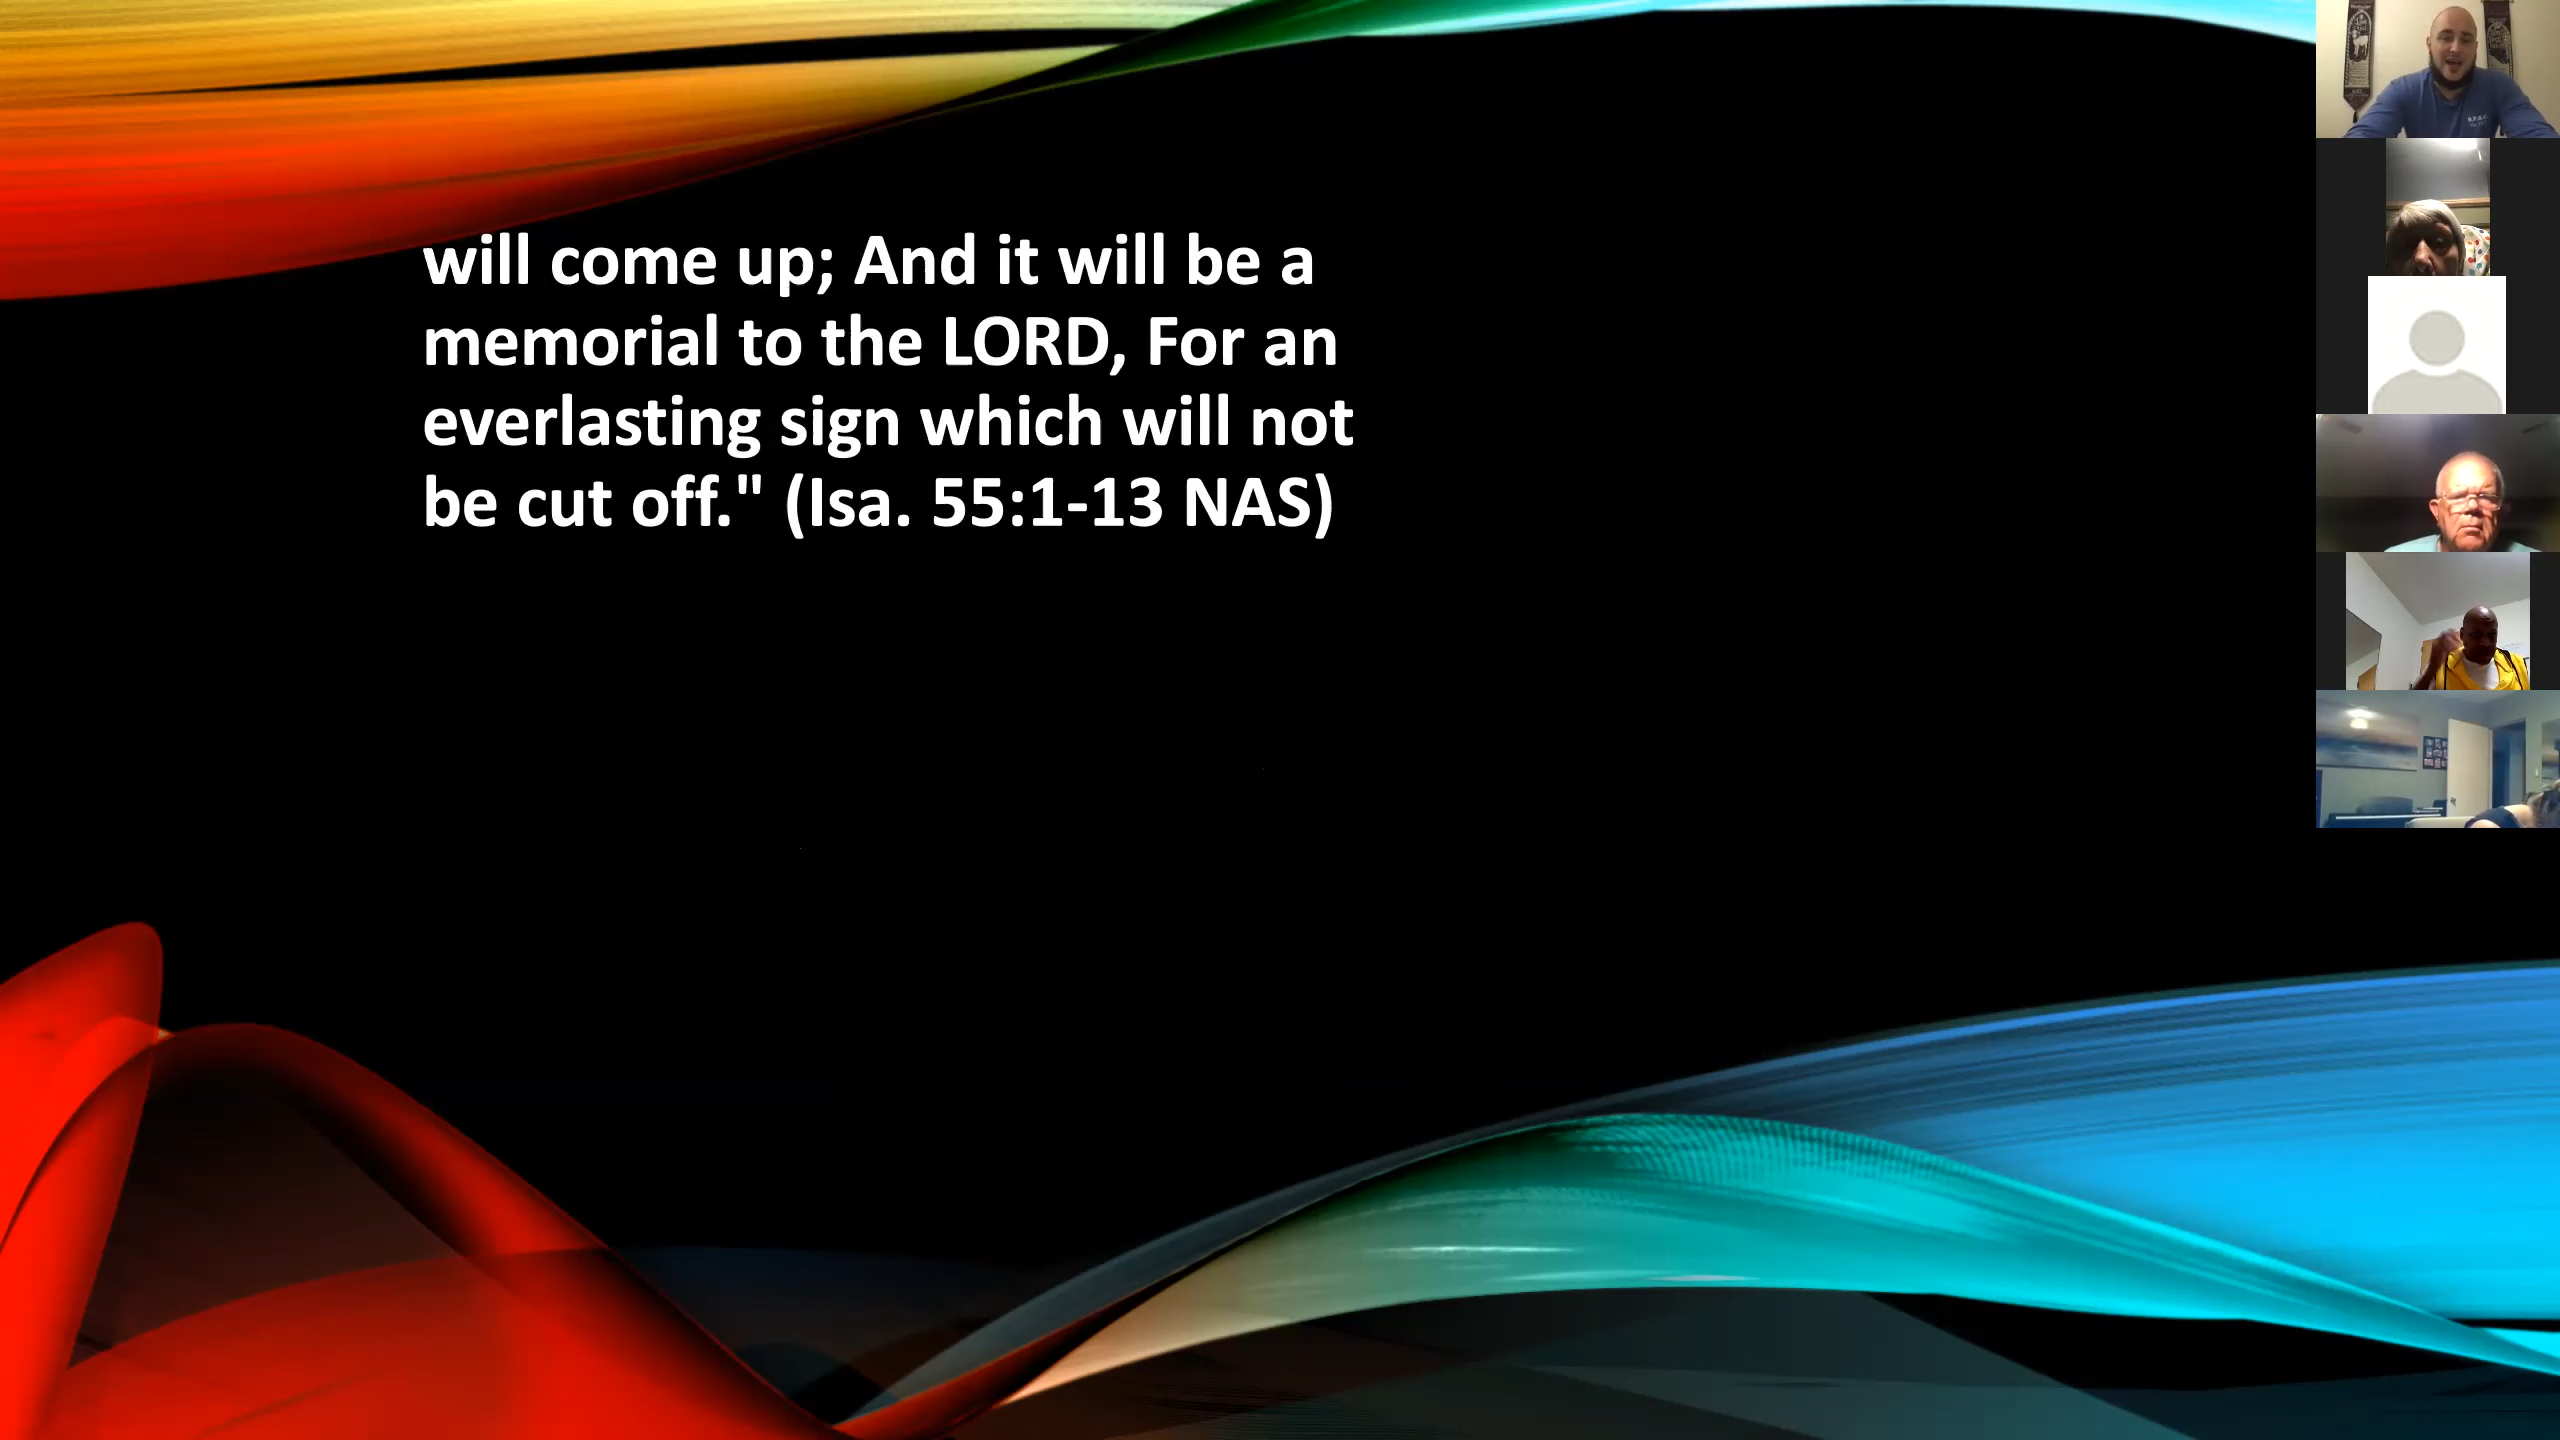 will come up; And it will be a
memorial to the LORD, For an
everlasting sign which will not
be cut off." (Isa. 55:1-13 NAS)